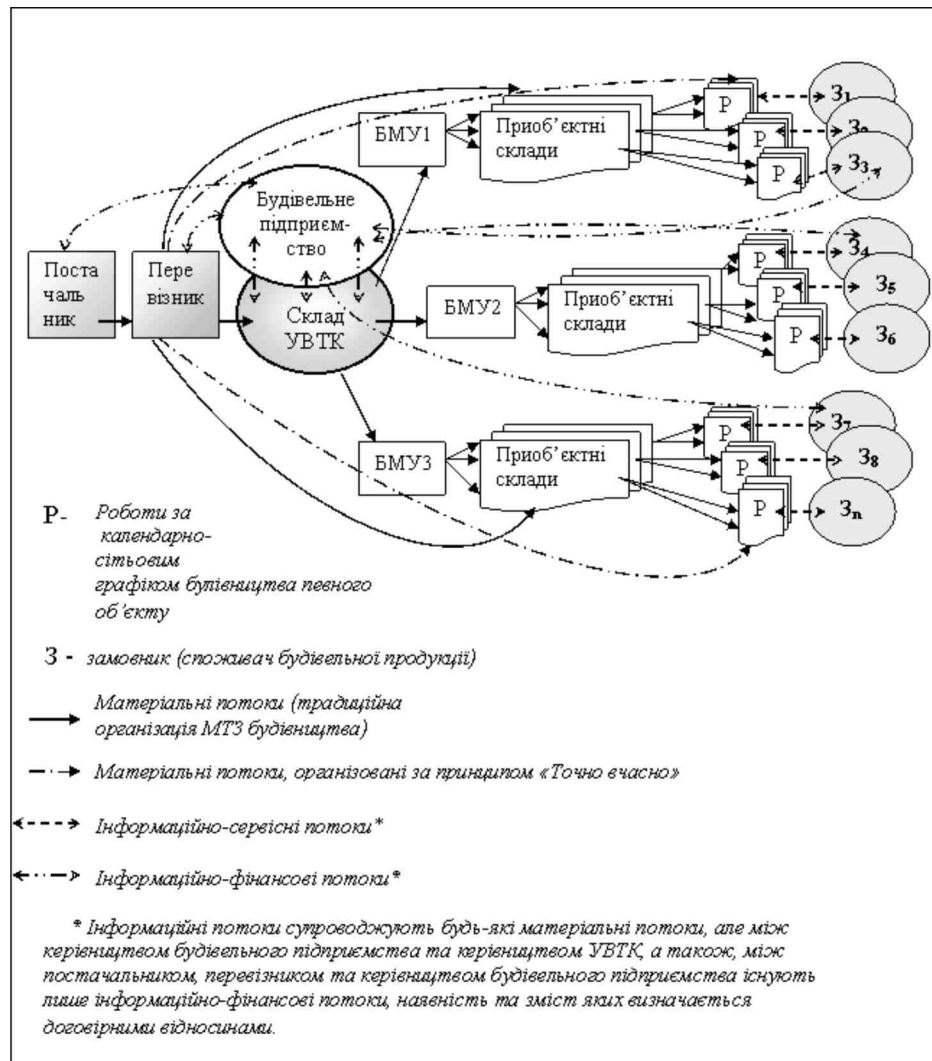 БМУ1
Приоб’єктні
склади
Р
Р
Р
З1
З3
Будівельне
підприєм-
ство
Поста
чаль
ник
Пере
візник
Склад
УВТК
БМУ2
Приоб’єктні
склади
Р
Р
Р
З4
З5
З6
БМУ3
Приоб’єктні
склади
Р
Р
Р
З7
З8
Зn
Р- Роботи за
календарно-
сітьовим
графіком булівництва певного
об’єкту
З - замовник (споживач будівельної продукції)
Матеріальні потоки (традиційна
організація МТЗ будівництва)
Матеріальні потоки, організовані за принципом «Точно вчасно»
Інформаційно-сервісні потоки*
Інформаційно-фінансові потоки*
* Інформаційні потоки супроводжують будь-які матеріальні потоки, але між
керівництвом будівельного підприємства та керівництвом УВТК, а також, між
постачальником, перевізником та керівництвом будівельного підприємства існують
лише інформаційно-фінансові потоки, наявність та зміст яких визначається
договірними відносинами.